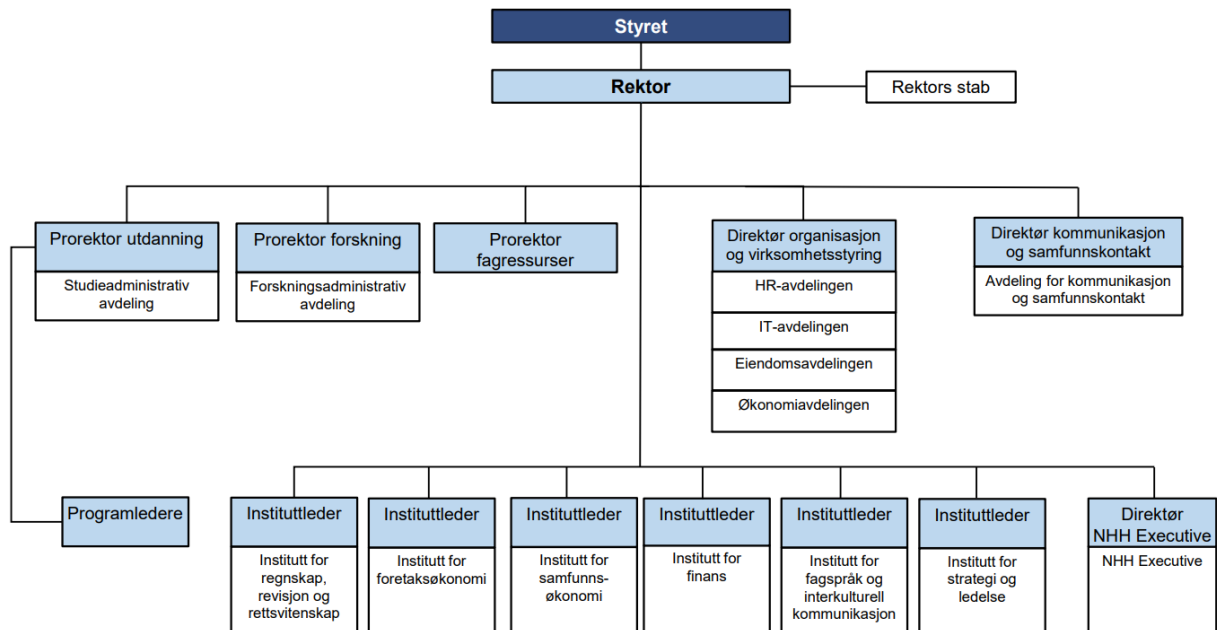 Styret
Rektor
Rektors stab
Prorektor utdanning
Studieadministrativ
avdeling
Prorektor forskning
Forskningsadministrativ
avdeling
Prorektor
fagressurser
Direktør organisasjon
og virksomhetsstyring
HR-avdelingen
IT-avdelingen
Eiendomsavdelingen
Økonomiavdelingen
Direktør kommunikasjon
og samfunnskontakt
Avdeling for kommunikasjon
og samfunnskontakt
Programledere
Instituttleder
Institutt for
regnskap,
revisjon og
rettsvitenskap
Instituttleder
Institutt for
foretaksøkonomi
Instituttleder
Institutt for
samfunns-
økonomi
Instituttleder
Institutt for
finans
Instituttleder
Institutt for
fagspråk og
interkulturell
kommunikasjon
Instituttleder
Institutt for
strategi og
ledelse
Direktør
NHH Executive
NHH Executive